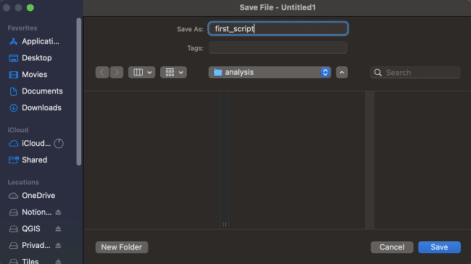 Save File - Untitled1
Save As: first_script
Tags:
analysis
Search
Favorites
Applicati...
Desktop
Movies
Documents
Downloads
iCloud
iCloud...
Shared
Locations
OneDrive
Notion...
QGIS
Privad...
Tiles
New Folder
Cancel
Save